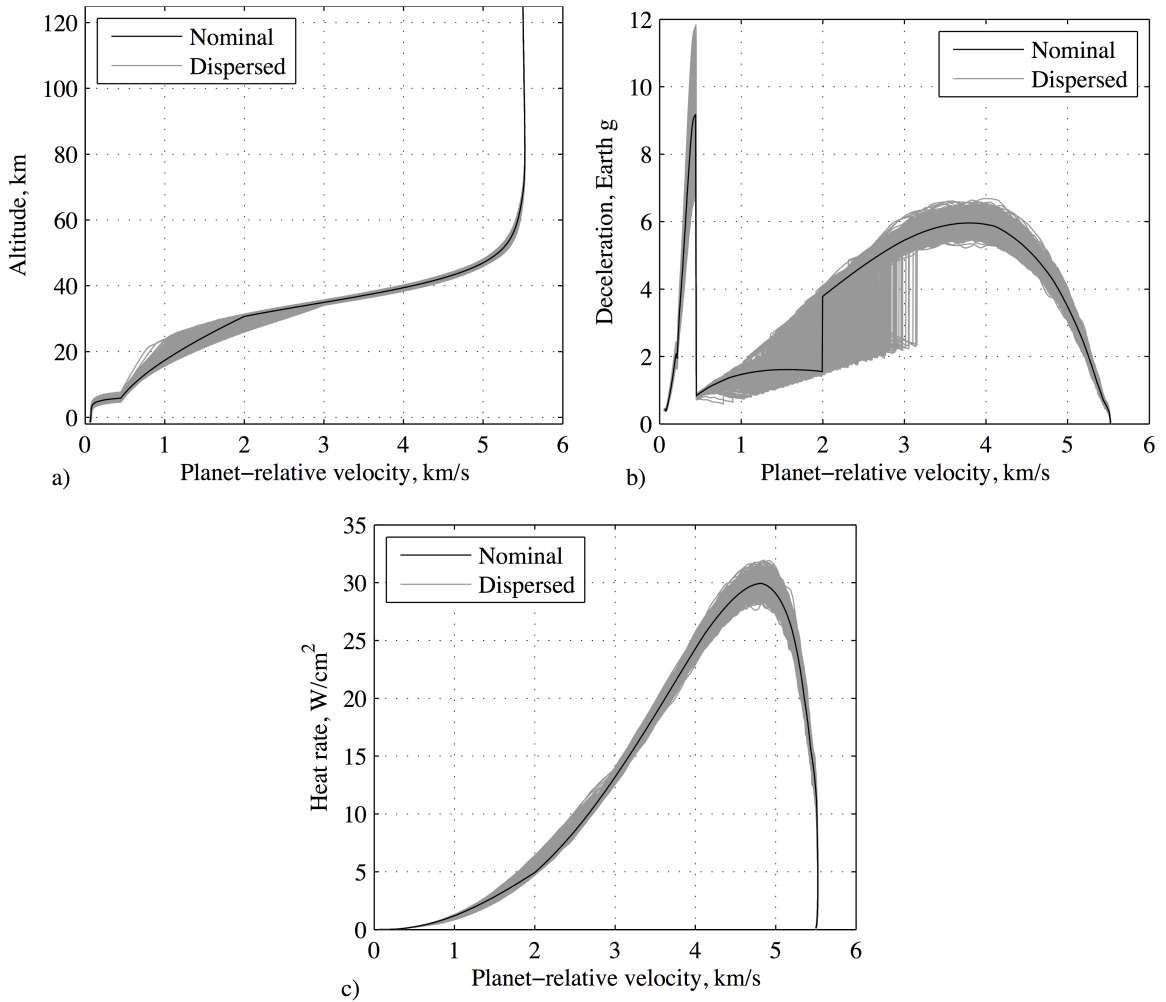 120
100
80
60
40
20
0
Altitude, km
Nominal
Dispersed
0 1 2 3 4 5 6
Planet−relative velocity, km/s
a)
12
10
8
6
4
2
0
Deceleration, Earth g
Nominal
Dispersed
0 1 2 3 4 5 6
Planet−relative velocity, km/s
b)
35
30
25
20
15
10
5
0
Heat rate, W/cm²
Nominal
Dispersed
0 1 2 3 4 5 6
Planet−relative velocity, km/s
c)